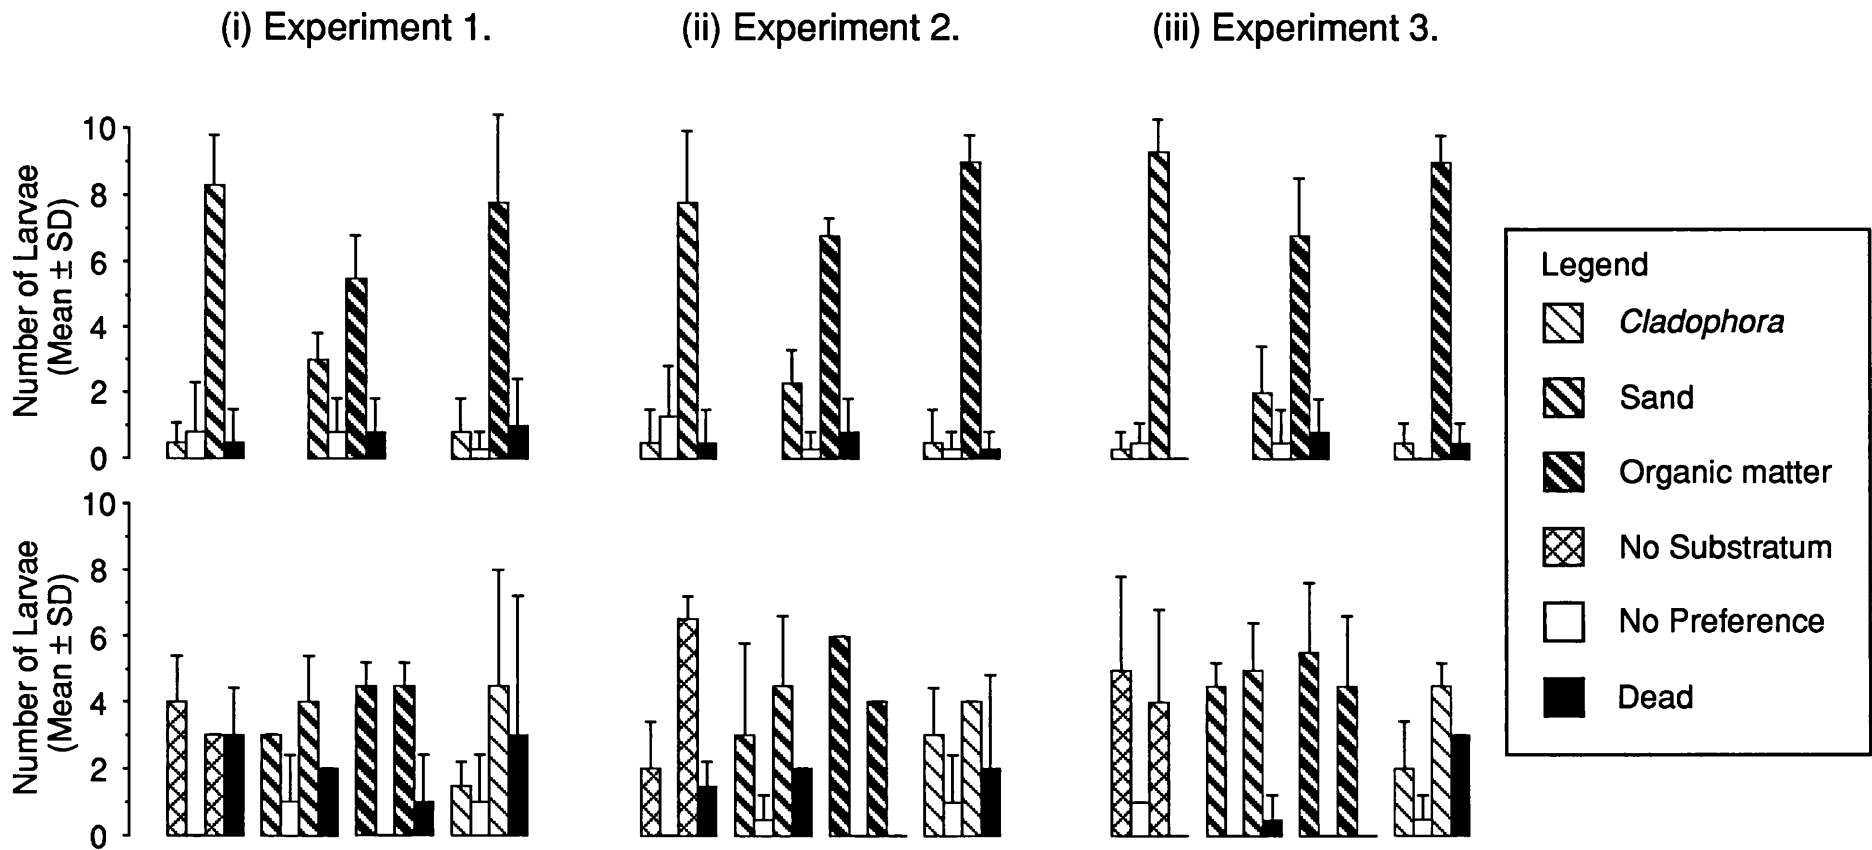 (i) Experiment 1.
(ii) Experiment 2.
(iii) Experiment 3.
Number of Larvae
(Mean ± SD)
10
8
6
4
2
0
Number of Larvae
(Mean ± SD)
10
8
6
4
2
0
Legend
Cladophora
Sand
Organic matter
No Substratum
No Preference
Dead